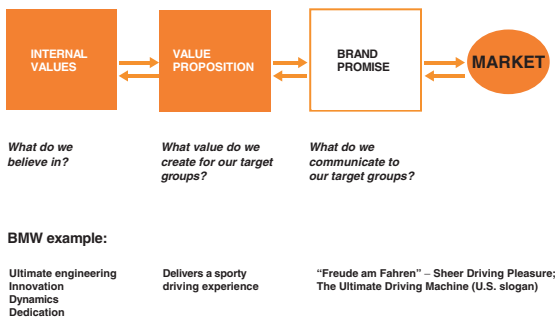 INTERNAL
VALUES
VALUE
PROPOSITION
BRAND
PROMISE
MARKET
What do we
believe in?
What value do we
create for our target
groups?
What do we
communicate to
our target groups?
BMW example:
Ultimate engineering
Innovation
Dynamics
Dedication
Delivers a sporty
driving experience
“Freude am Fahren” – Sheer Driving Pleasure;
The Ultimate Driving Machine (U.S. slogan)